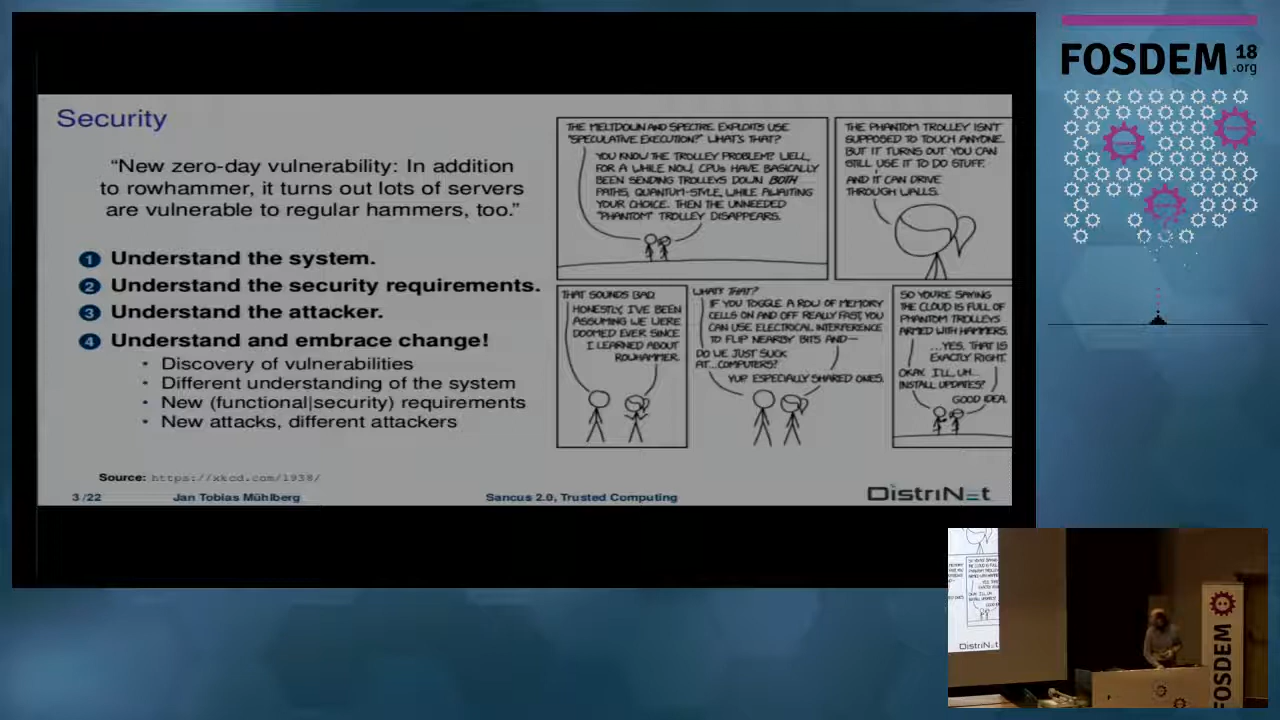 Security
“New zero-day vulnerability: In addition
to rowhammer, it turns out lots of servers
are vulnerable to regular hammers, too.”
1 Understand the system.
2 Understand the security requirements.
3 Understand the attacker.
4 Understand and embrace change!
· Discovery of vulnerabilities
· Different understanding of the system
· New (functional|security) requirements
· New attacks, different attackers
Source: https://xkcd.com/1938/
3 /22 Jan Tobias Mühlberg Sancus 2.0, Trusted Computing DistriNet
THE MELTDOWN AND SPECTRE EXPLOITS USE
"SPECULATIVE EXECUTION?" WHAT'S THAT?
YOU KNOW THE TROLLEY PROBLEM? WELL,
FOR A WHILE NOW, CPUS HAVE BASICALLY
BEEN SENDING TROLLEYS DOWN BOTH
PATHS, QUANTUM-STYLE, WHILE AWAITING
YOUR CHOICE. THEN THE UNNEEDED
"PHANTOM" TROLLEY DISAPPEARS.
THE PHANTOM TROLLEY ISN'T
SUPPOSED TO TOUCH ANYONE.
BUT IT TURNS OUT YOU CAN
STILL USE IT TO DO STUFF.
AND IT CAN DRIVE
THROUGH WALLS.
THAT SOUNDS BAD.
HONESTLY, I'VE BEEN
ASSUMING WE WERE
DOOMED EVER SINCE
I LEARNED ABOUT
ROWHAMMER.
WHAT'S THAT?
IF YOU TOGGLE A ROW OF MEMORY
CELLS ON AND OFF REALLY FAST, YOU
CAN USE ELECTRICAL INTERFERENCE
TO FLIP NEARBY BITS AND—
DO WE JUST SUCK
AT...COMPUTERS?
YUP. ESPECIALLY SHARED ONES.
SO YOU'RE SAYING
THE CLOUD IS FULL OF
PHANTOM TROLLEYS
ARMED WITH HAMMERS.
...YES. THAT IS
EXACTLY RIGHT.
OKAY. I'LL, UH...
INSTALL UPDATES?
GOOD IDEA.
FOSDEM 18
.org
DistriN
FOSDEM